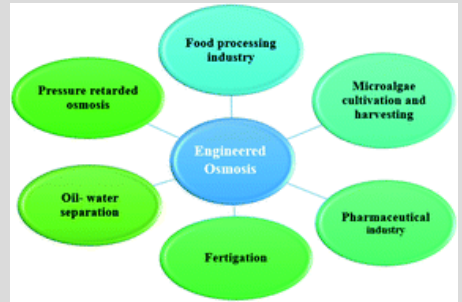 Food processing
industry
Pressure retarded
osmosis
Microalgae
cultivation and
harvesting
Engineered
Osmosis
Oil- water
separation
Pharmaceutical
industry
Fertigation